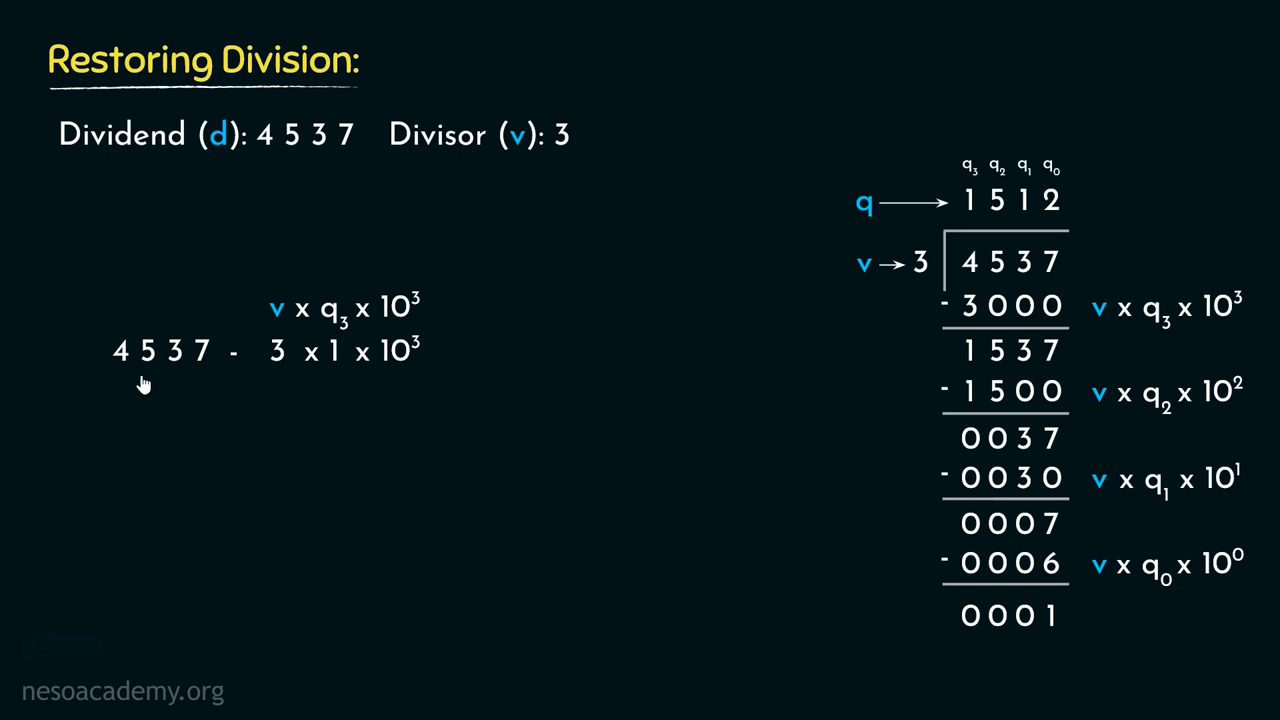 Restoring Division:
Dividend (d): 4 5 3 7 Divisor (v): 3
q₃ q₂ q₁ q₀
q → 1 5 1 2
v → 3 4 5 3 7
- 3 0 0 0 v x q₃ x 10³
1 5 3 7
- 1 5 0 0 v x q₂ x 10²
0 0 3 7
- 0 0 3 0 v x q₁ x 10¹
0 0 0 7
- 0 0 0 6 v x q₀ x 10⁰
0 0 0 1
v x q₃ x 10³
4 5 3 7 - 3 x 1 x 10³
nesoacademy.org